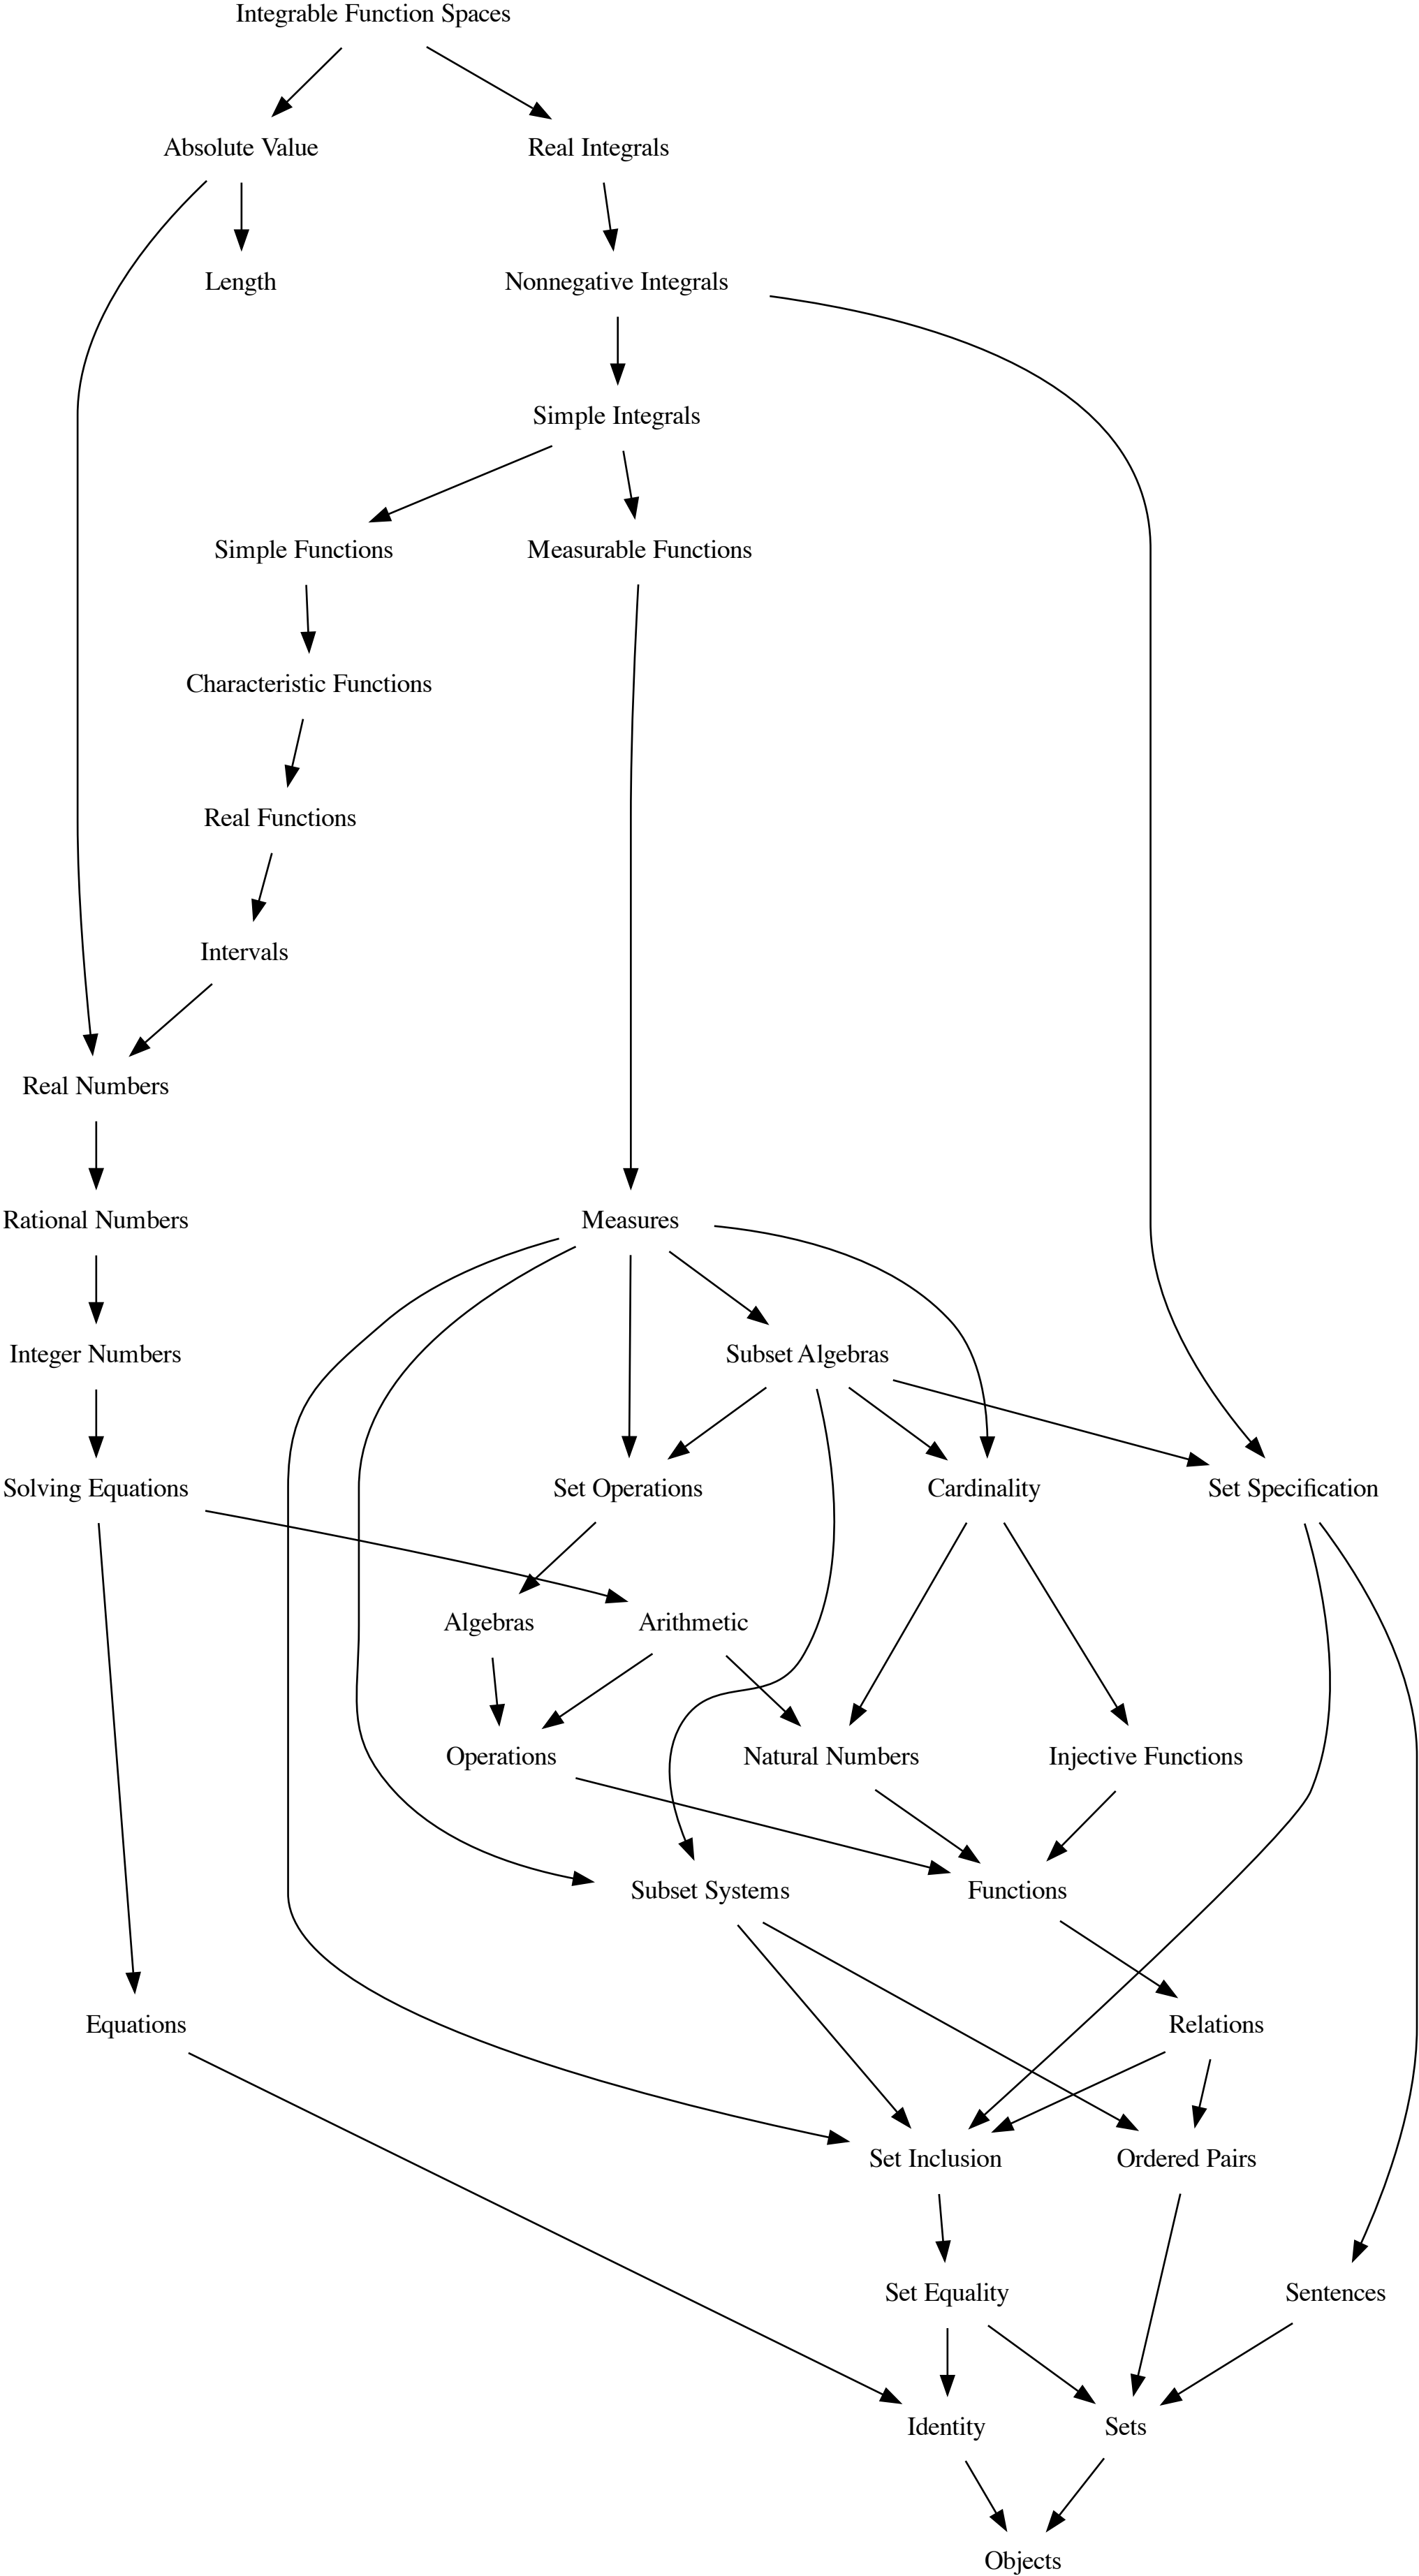 Integrable Function Spaces
Absolute Value
Real Integrals
Length
Nonnegative Integrals
Simple Integrals
Simple Functions
Measurable Functions
Characteristic Functions
Real Functions
Intervals
Real Numbers
Rational Numbers
Measures
Integer Numbers
Subset Algebras
Solving Equations
Set Operations
Cardinality
Set Specification
Algebras
Arithmetic
Operations
Natural Numbers
Injective Functions
Subset Systems
Functions
Equations
Relations
Set Inclusion
Ordered Pairs
Set Equality
Sentences
Identity
Sets
Objects